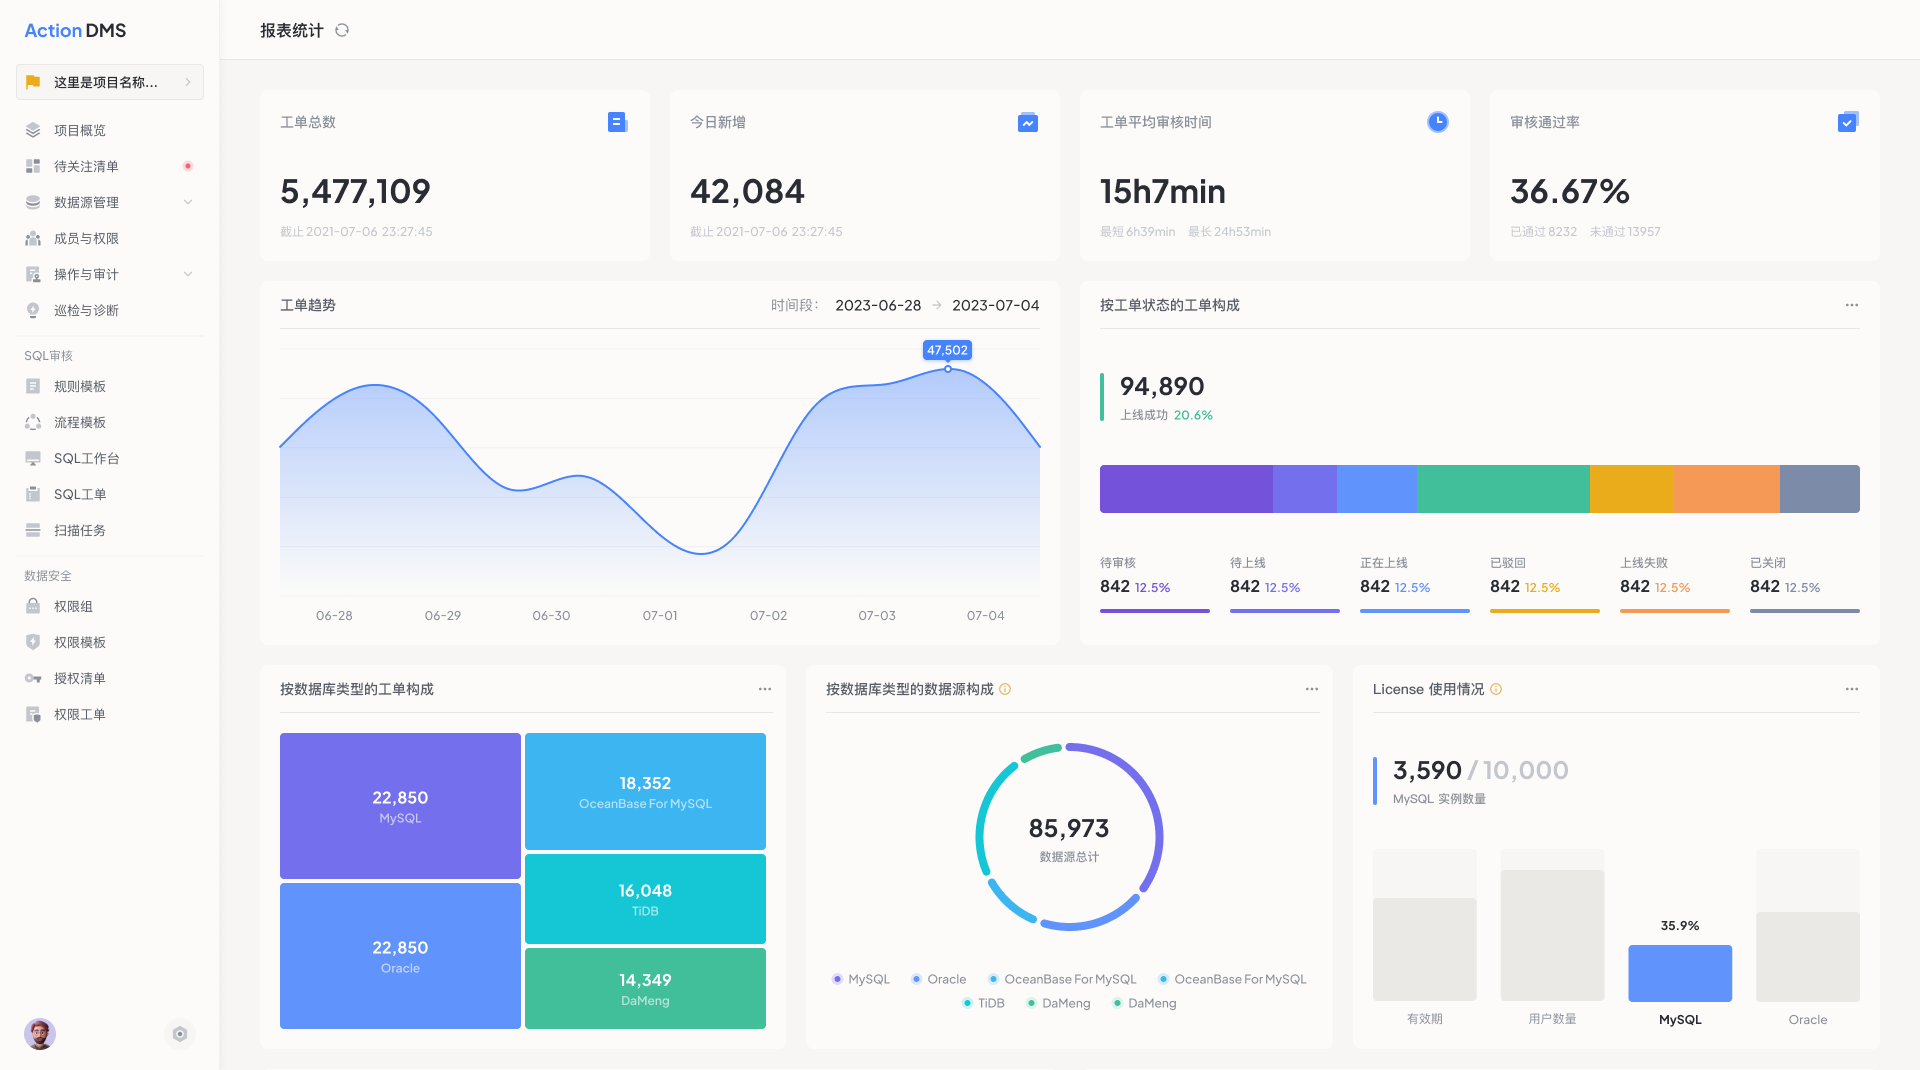 Action DMS
这里是项目名称...
项目概览
待关注清单
数据源管理
成员与权限
操作与审计
巡检与诊断
SQL审核
规则模板
流程模板
SQL工作台
SQL工单
扫描任务
数据安全
权限组
权限模板
授权清单
权限工单
报表统计
工单总数
5,477,109
截止 2021-07-06 23:27:45
今日新增
42,084
截止 2021-07-06 23:27:45
工单平均审核时间
15h7min
最短 6h39min 最长 24h53min
审核通过率
36.67%
已通过 8232 未通过 13957
工单趋势
时间段： 2023-06-28 → 2023-07-04
47,502
06-28 06-29 06-30 07-01 07-02 07-03 07-04
按工单状态的工单构成
94,890
上线成功 20.6%
待审核 待上线 正在上线 已驳回 上线失败 已关闭
842 12.5% 842 12.5% 842 12.5% 842 12.5% 842 12.5% 842 12.5%
按数据库类型的工单构成
22,850
MySQL
22,850
Oracle
18,352
OceanBase For MySQL
16,048
TiDB
14,349
DaMeng
按数据库类型的数据源构成
85,973
数据源总计
MySQL Oracle OceanBase For MySQL OceanBase For MySQL
TiDB DaMeng DaMeng
License 使用情况
3,590 / 10,000
MySQL 实例数量
35.9%
有效期 用户数量 MySQL Oracle